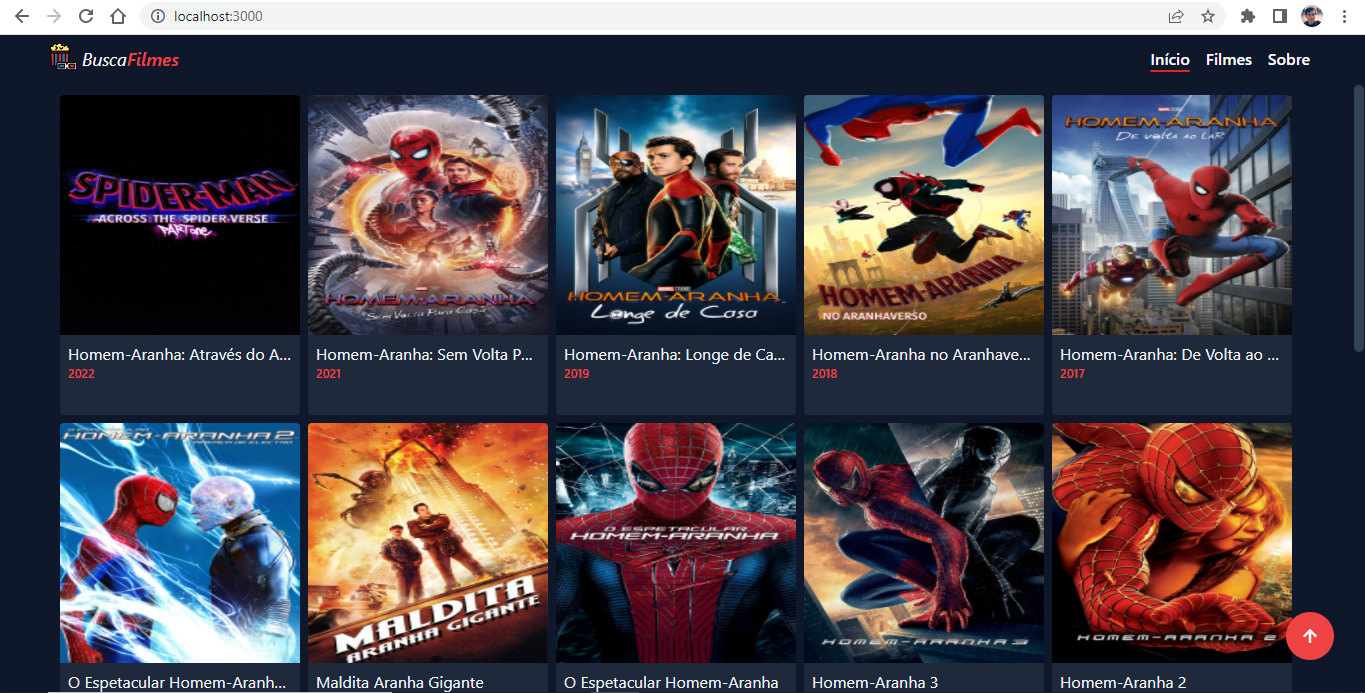 localhost:3000
BuscaFilmes
Início Filmes Sobre
SPIDER-MAN
ACROSS THE SPIDER-VERSE
PART ONE
HOMEM-ARANHA
Sem Volta Para Casa
MARVEL STUDIOS
HOMEM-ARANHA
Longe de Casa
HOMEM-ARANHA
NO ARANHAVERSO
HOMEM-ARANHA
De volta ao LAR
Homem-Aranha: Através do A...
2022
Homem-Aranha: Sem Volta P...
2021
Homem-Aranha: Longe de Ca...
2019
Homem-Aranha no Aranhave...
2018
Homem-Aranha: De Volta ao ...
2017
HOMEM-ARANHA 2
MALDITA
ARANHA GIGANTE
O ESPETACULAR
HOMEM-ARANHA
HOMEM-ARANHA 3
HOMEM-ARANHA 2
O Espetacular Homem-Aranh...
Maldita Aranha Gigante
O Espetacular Homem-Aranha
Homem-Aranha 3
Homem-Aranha 2